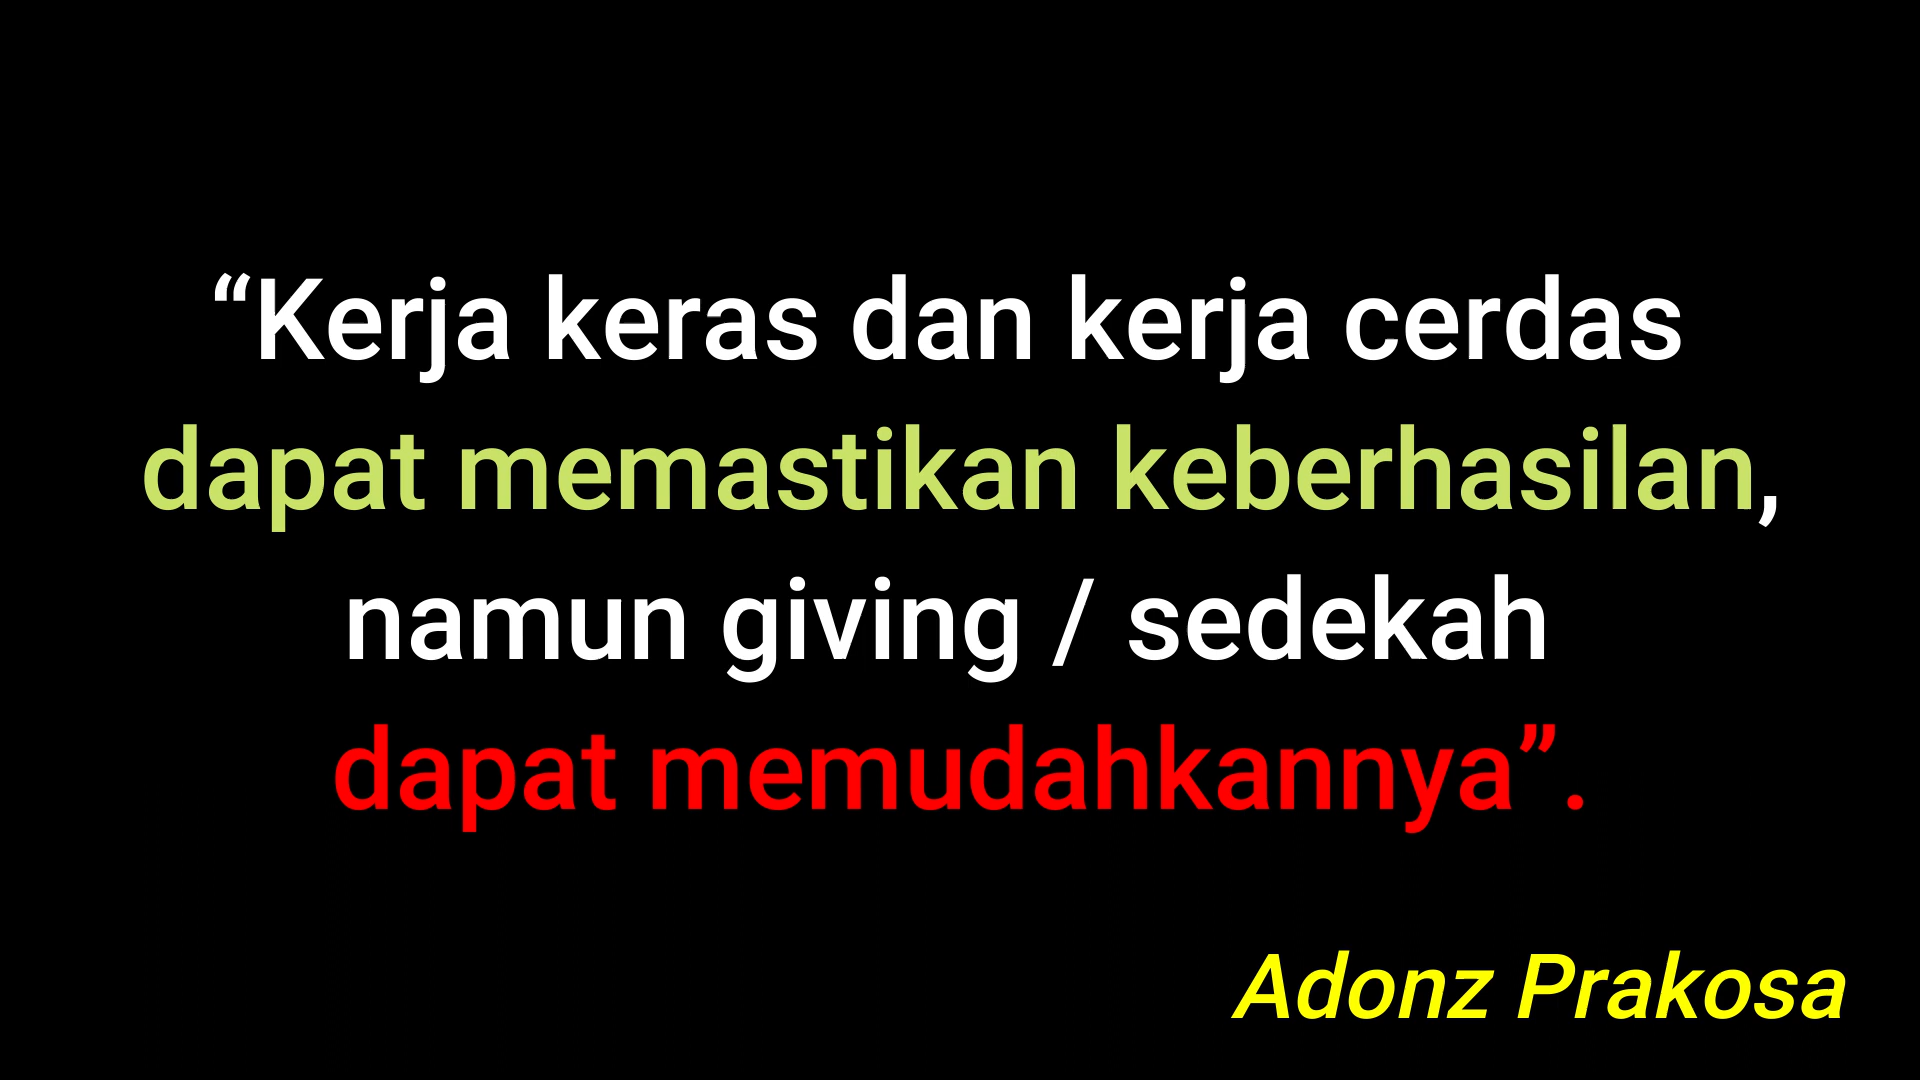 “Kerja keras dan kerja cerdas
dapat memastikan keberhasilan,
namun giving / sedekah
dapat memudahkannya”.
Adonz Prakosa